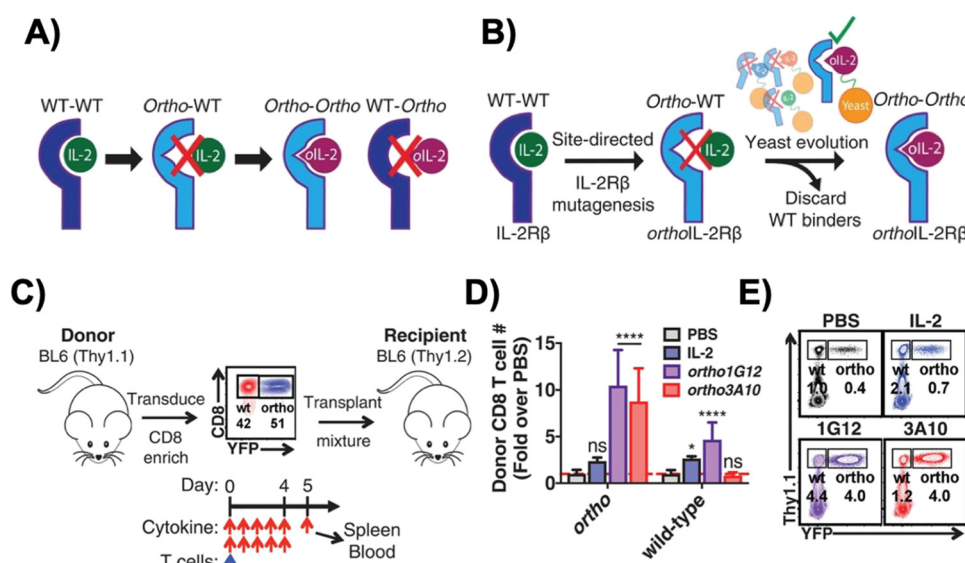 A)
WT-WT
Ortho-WT
Ortho-Ortho
WT-Ortho
IL-2
IL-2
oIL-2
oIL-2
B)
WT-WT
Ortho-WT
Ortho-Ortho
oIL-2
Yeast
IL-2
Site-directed
IL-2Rβ
mutagenesis
IL-2
Yeast evolution
Discard
WT binders
oIL-2
IL-2Rβ
orthoIL-2Rβ
orthoIL-2Rβ
C)
Donor
BL6 (Thy1.1)
Transduce
CD8
enrich
CD8
wt
42
ortho
51
YFP
Transplant
mixture
Recipient
BL6 (Thy1.2)
Day:
0
4
5
Cytokine:
Spleen
Blood
T cells:
D)
Donor CD8 T cell #
(Fold over PBS)
15
10
5
0
PBS
IL-2
ortho1G12
ortho3A10
ns
****
*
****
ns
ortho
wild-type
E)
PBS
IL-2
wt ortho
1.0 0.4
wt ortho
2.1 0.7
1G12
3A10
wt ortho
4.4 4.0
wt ortho
1.2 4.0
Thy1.1
YFP